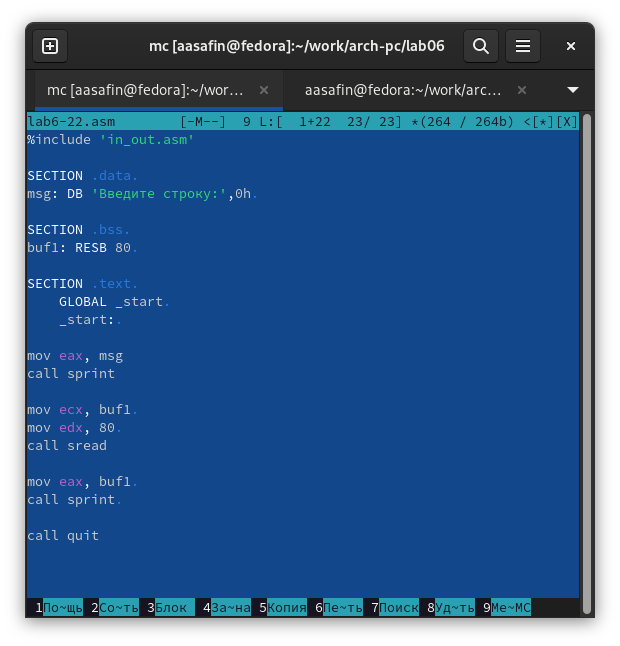 mc [aasafin@fedora]:~/work/arch-pc/lab06
mc [aasafin@fedora]:~/wor…
aasafin@fedora:~/work/arc…
lab6-22.asm [-M--] 9 L:[ 1+22 23/ 23] *(264 / 264b) <[*][X]
%include 'in_out.asm'
SECTION .data.
msg: DB 'Введите строку:',0h.
SECTION .bss.
buf1: RESB 80.
SECTION .text.
GLOBAL _start.
_start:.
mov eax, msg
call sprint
mov ecx, buf1.
mov edx, 80.
call sread
mov eax, buf1.
call sprint.
call quit
1По~щь 2Со~ть 3Блок 4За~на 5Копия 6Пе~ть 7Поиск 8Уд~ть 9Ме~МС